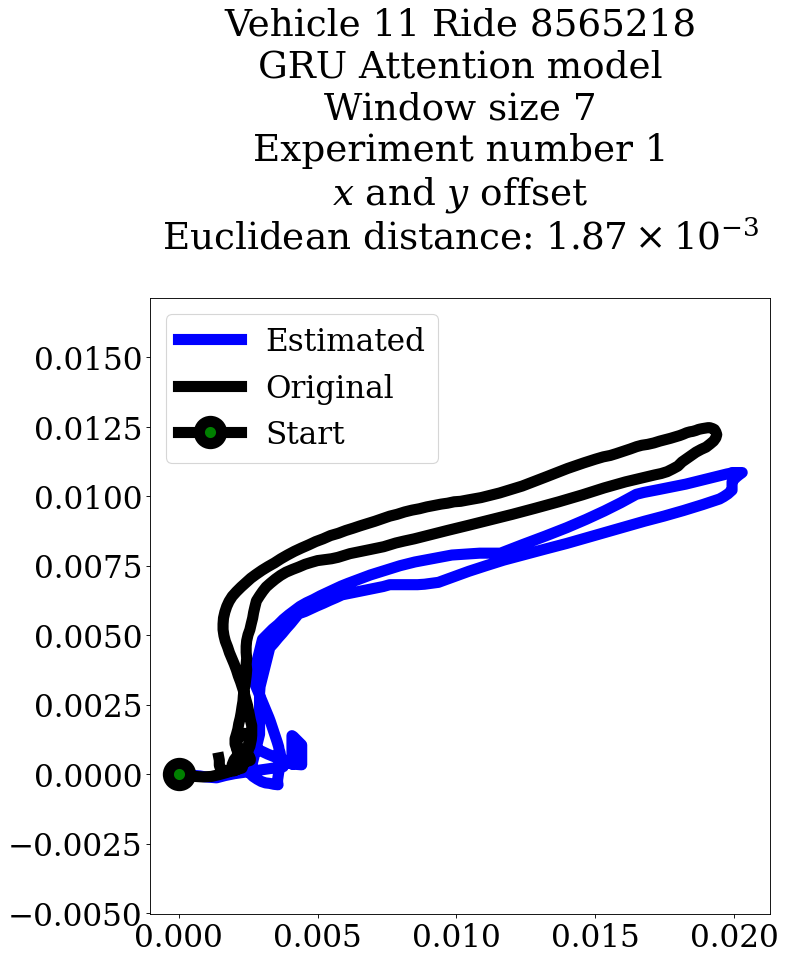 Vehicle 11 Ride 8565218
GRU Attention model
Window size 7
Experiment number 1
x and y offset
Euclidean distance: 1.87 × 10⁻³
Estimated
Original
Start
0.0150
0.0125
0.0100
0.0075
0.0050
0.0025
0.0000
−0.0025
−0.0050
0.000 0.005 0.010 0.015 0.020